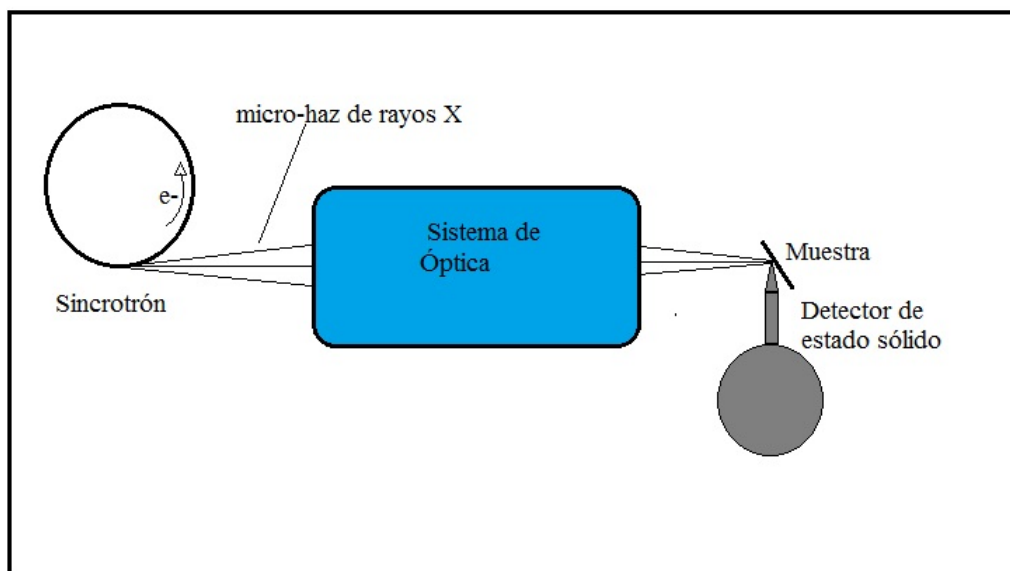 micro-haz de rayos X
e-
Sistema de
Óptica
Muestra
Sincrotrón
Detector de
estado sólido